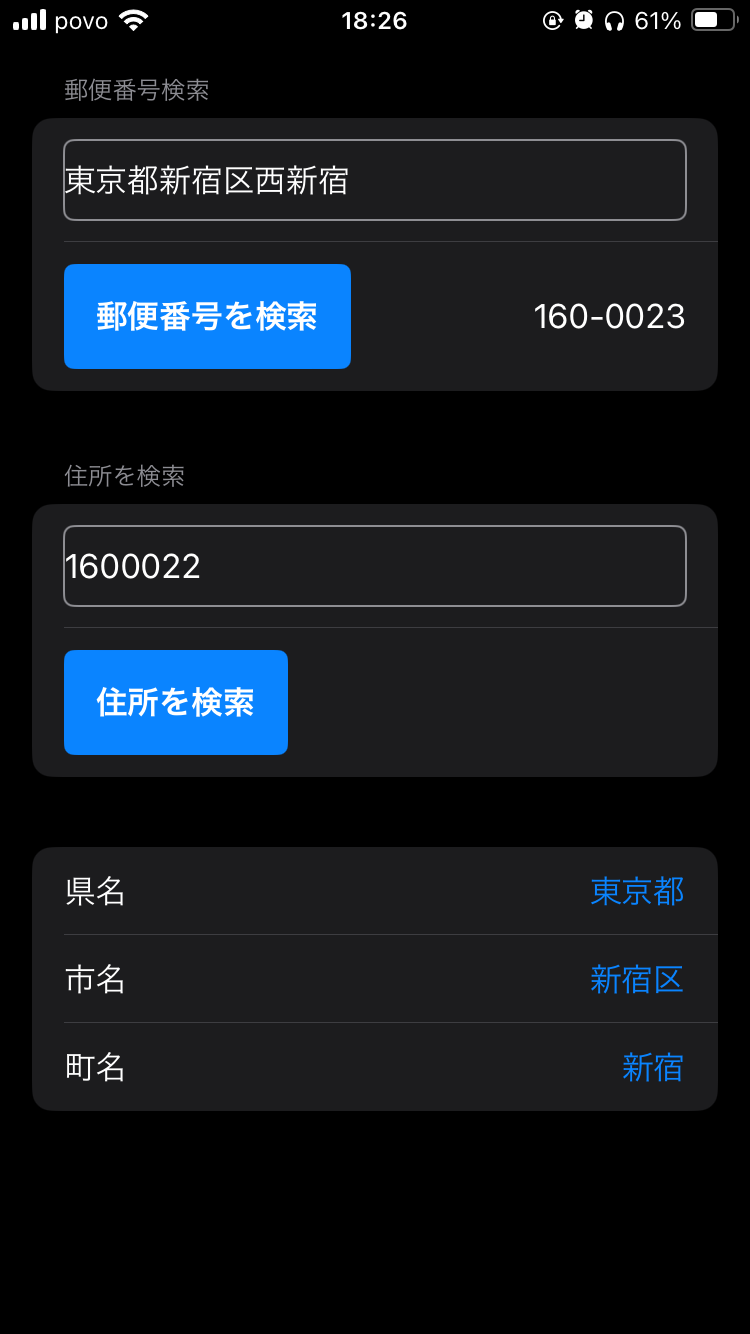 povo 18:26 61%
郵便番号検索
東京都新宿区西新宿
郵便番号を検索 160-0023
住所を検索
1600022
住所を検索
県名 東京都
市名 新宿区
町名 新宿